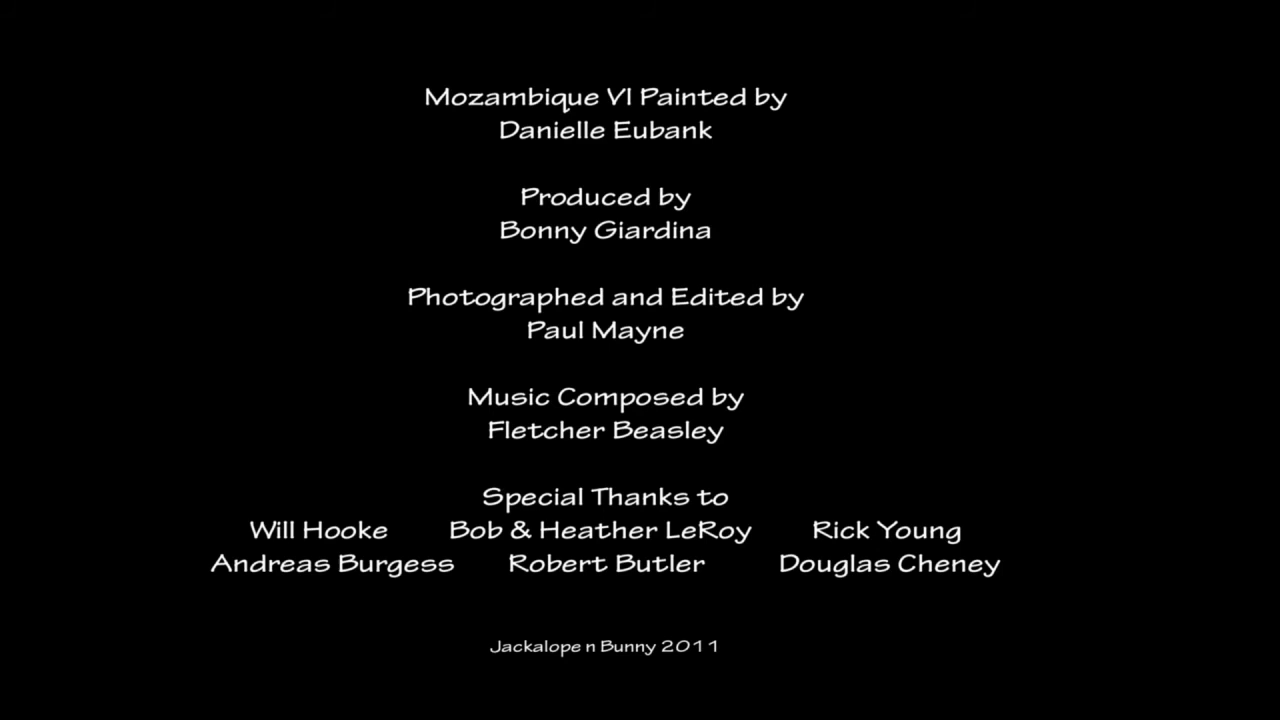 Mozambique VI Painted by
Danielle Eubank
Produced by
Bonny Giardina
Photographed and Edited by
Paul Mayne
Music Composed by
Fletcher Beasley
Special Thanks to
Will Hooke Bob & Heather LeRoy Rick Young
Andreas Burgess Robert Butler Douglas Cheney
Jackalope n Bunny 2011